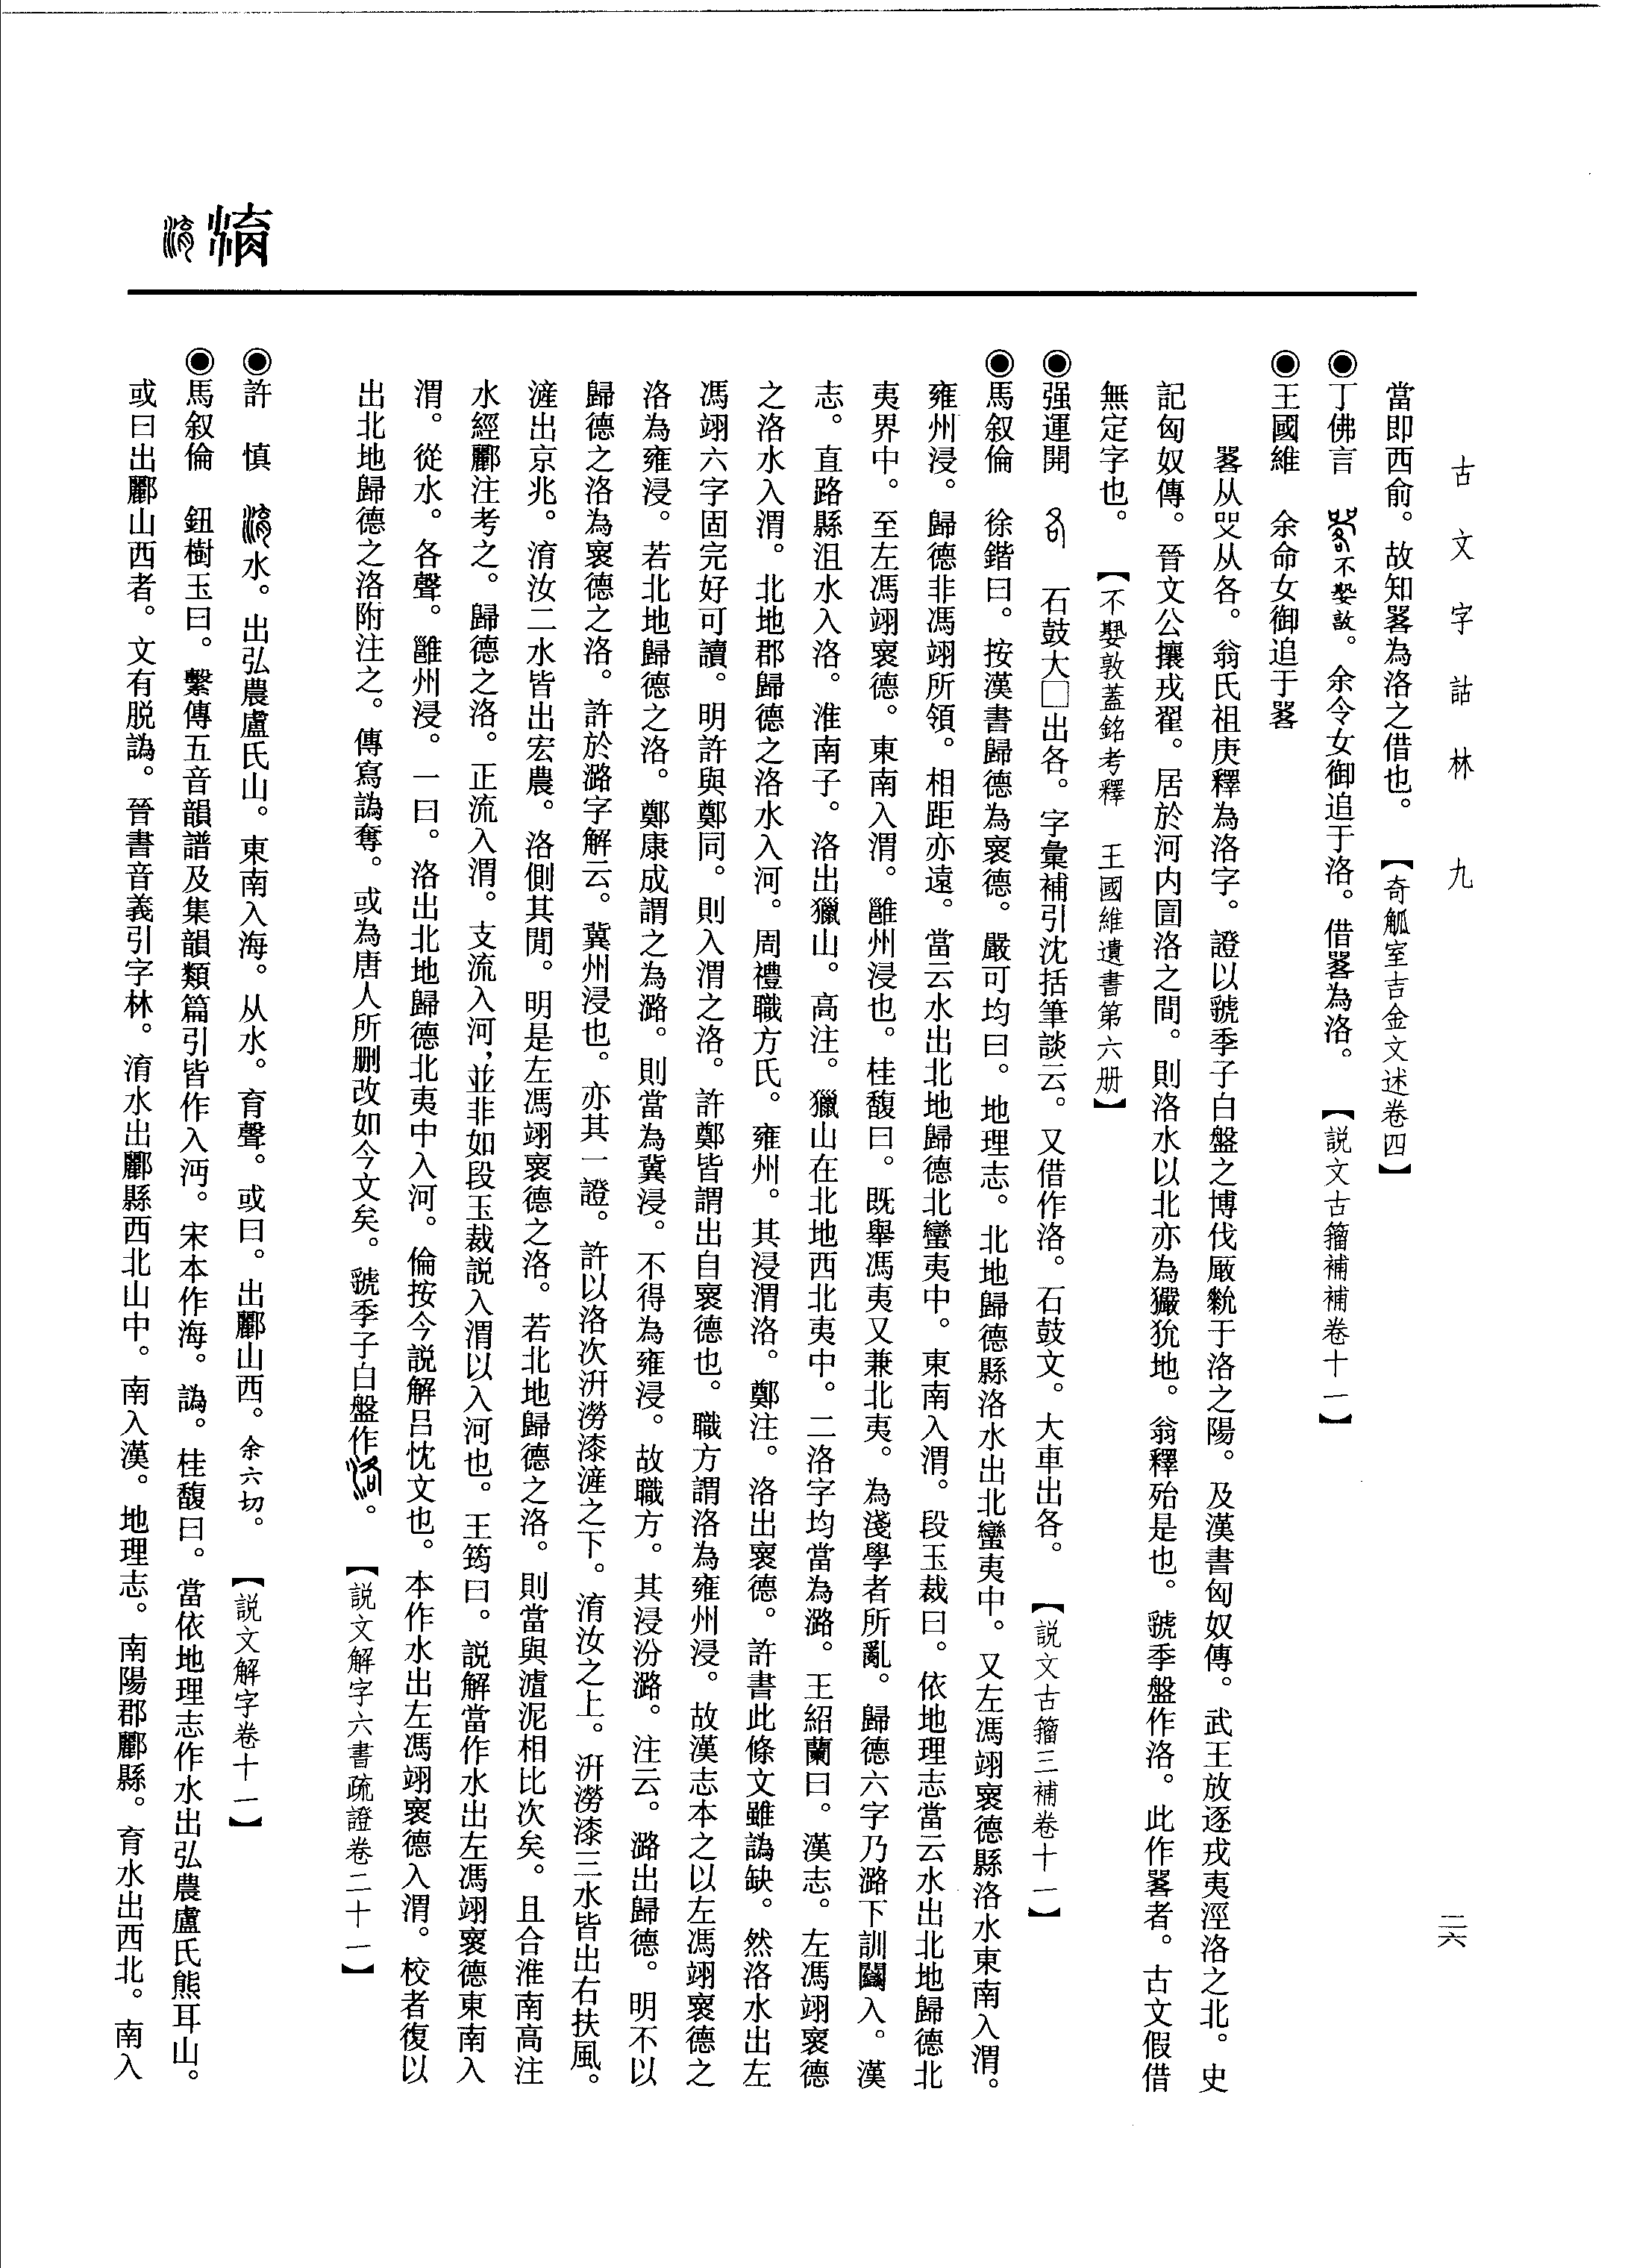 古文字詁林 九
二六
當即西俞。故知畧為洛之借也。【奇觚室吉金文述卷四】
◉丁佛言 不𡢁敦。余令女御追于洛。借畧為洛。【説文古籀補補卷十一】
◉王國維 余命女御追于畧
畧从㗊从各。翁氏祖庚釋為洛字。證以虢季子白盤之博伐厰𤞤于洛之陽。及漢書匈奴傳。武王放逐戎夷涇洛之北。史
記匈奴傳。晉文公攘戎翟。居於河内圁洛之間。則洛水以北亦為玁狁地。翁釋殆是也。虢季盤作洛。此作畧者。古文假借
無定字也。【不𡢁敦蓋銘考釋 王國維遺書第六册】
◉强運開 石鼓大□出各。字彙補引沈括筆談云。又借作洛。石鼓文。大車出各。【説文古籀三補卷十一】
◉馬叙倫 徐鍇曰。按漢書歸德為褱德。嚴可均曰。地理志。北地歸德縣洛水出北蠻夷中。又左馮翊褱德縣洛水東南入渭。
雍州浸。歸德非馮翊所領。相距亦遠。當云水出北地歸德北蠻夷中。東南入渭。段玉裁曰。依地理志當云水出北地歸德北
夷界中。至左馮翊褱德。東南入渭。雝州浸也。桂馥曰。既舉馮夷又兼北夷。為淺學者所亂。歸德六字乃潞下訓闌入。漢
志。直路縣沮水入洛。淮南子。洛出獵山。高注。獵山在北地西北夷中。二洛字均當為潞。王紹蘭曰。漢志。左馮翊褱德
之洛水入渭。北地郡歸德之洛水入河。周禮職方氏。雍州。其浸渭洛。鄭注。洛出褱德。許書此條文雖譌缺。然洛水出左
馮翊六字固完好可讀。明許與鄭同。則入渭之洛。許鄭皆謂出自褱德也。職方謂洛為雍州浸。故漢志本之以左馮翊褱德之
洛為雍浸。若北地歸德之洛。鄭康成謂之為潞。則當為冀浸。不得為雍浸。故職方。其浸汾潞。注云。潞出歸德。明不以
歸德之洛為褱德之洛。許於潞字解云。冀州浸也。亦其一證。許以洛次汧澇漆滻之下。淯汝之上。汧澇漆三水皆出右扶風。
滻出京兆。淯汝二水皆出宏農。洛側其閒。明是左馮翊褱德之洛。若北地歸德之洛。則當與澶泥相比次矣。且合淮南高注
水經酈注考之。歸德之洛。正流入渭。支流入河，並非如段玉裁説入渭以入河也。王筠曰。説解當作水出左馮翊褱德東南入
渭。從水。各聲。雝州浸。一曰。洛出北地歸德北夷中入河。倫按今説解吕忱文也。本作水出左馮翊褱德入渭。校者復以
出北地歸德之洛附注之。傳寫譌奪。或為唐人所删改如今文矣。虢季子白盤作。【説文解字六書疏證卷二十一】
淯
◉許 慎 水。出弘農盧氏山。東南入海。从水。育聲。或曰。出酈山西。余六切。【説文解字卷十一】
◉馬叙倫 鈕樹玉曰。繫傳五音韻譜及集韻類篇引皆作入沔。宋本作海。譌。桂馥曰。當依地理志作水出弘農盧氏熊耳山。
或曰出酈山西者。文有脱譌。晉書音義引字林。淯水出酈縣西北山中。南入漢。地理志。南陽郡酈縣。育水出西北。南入